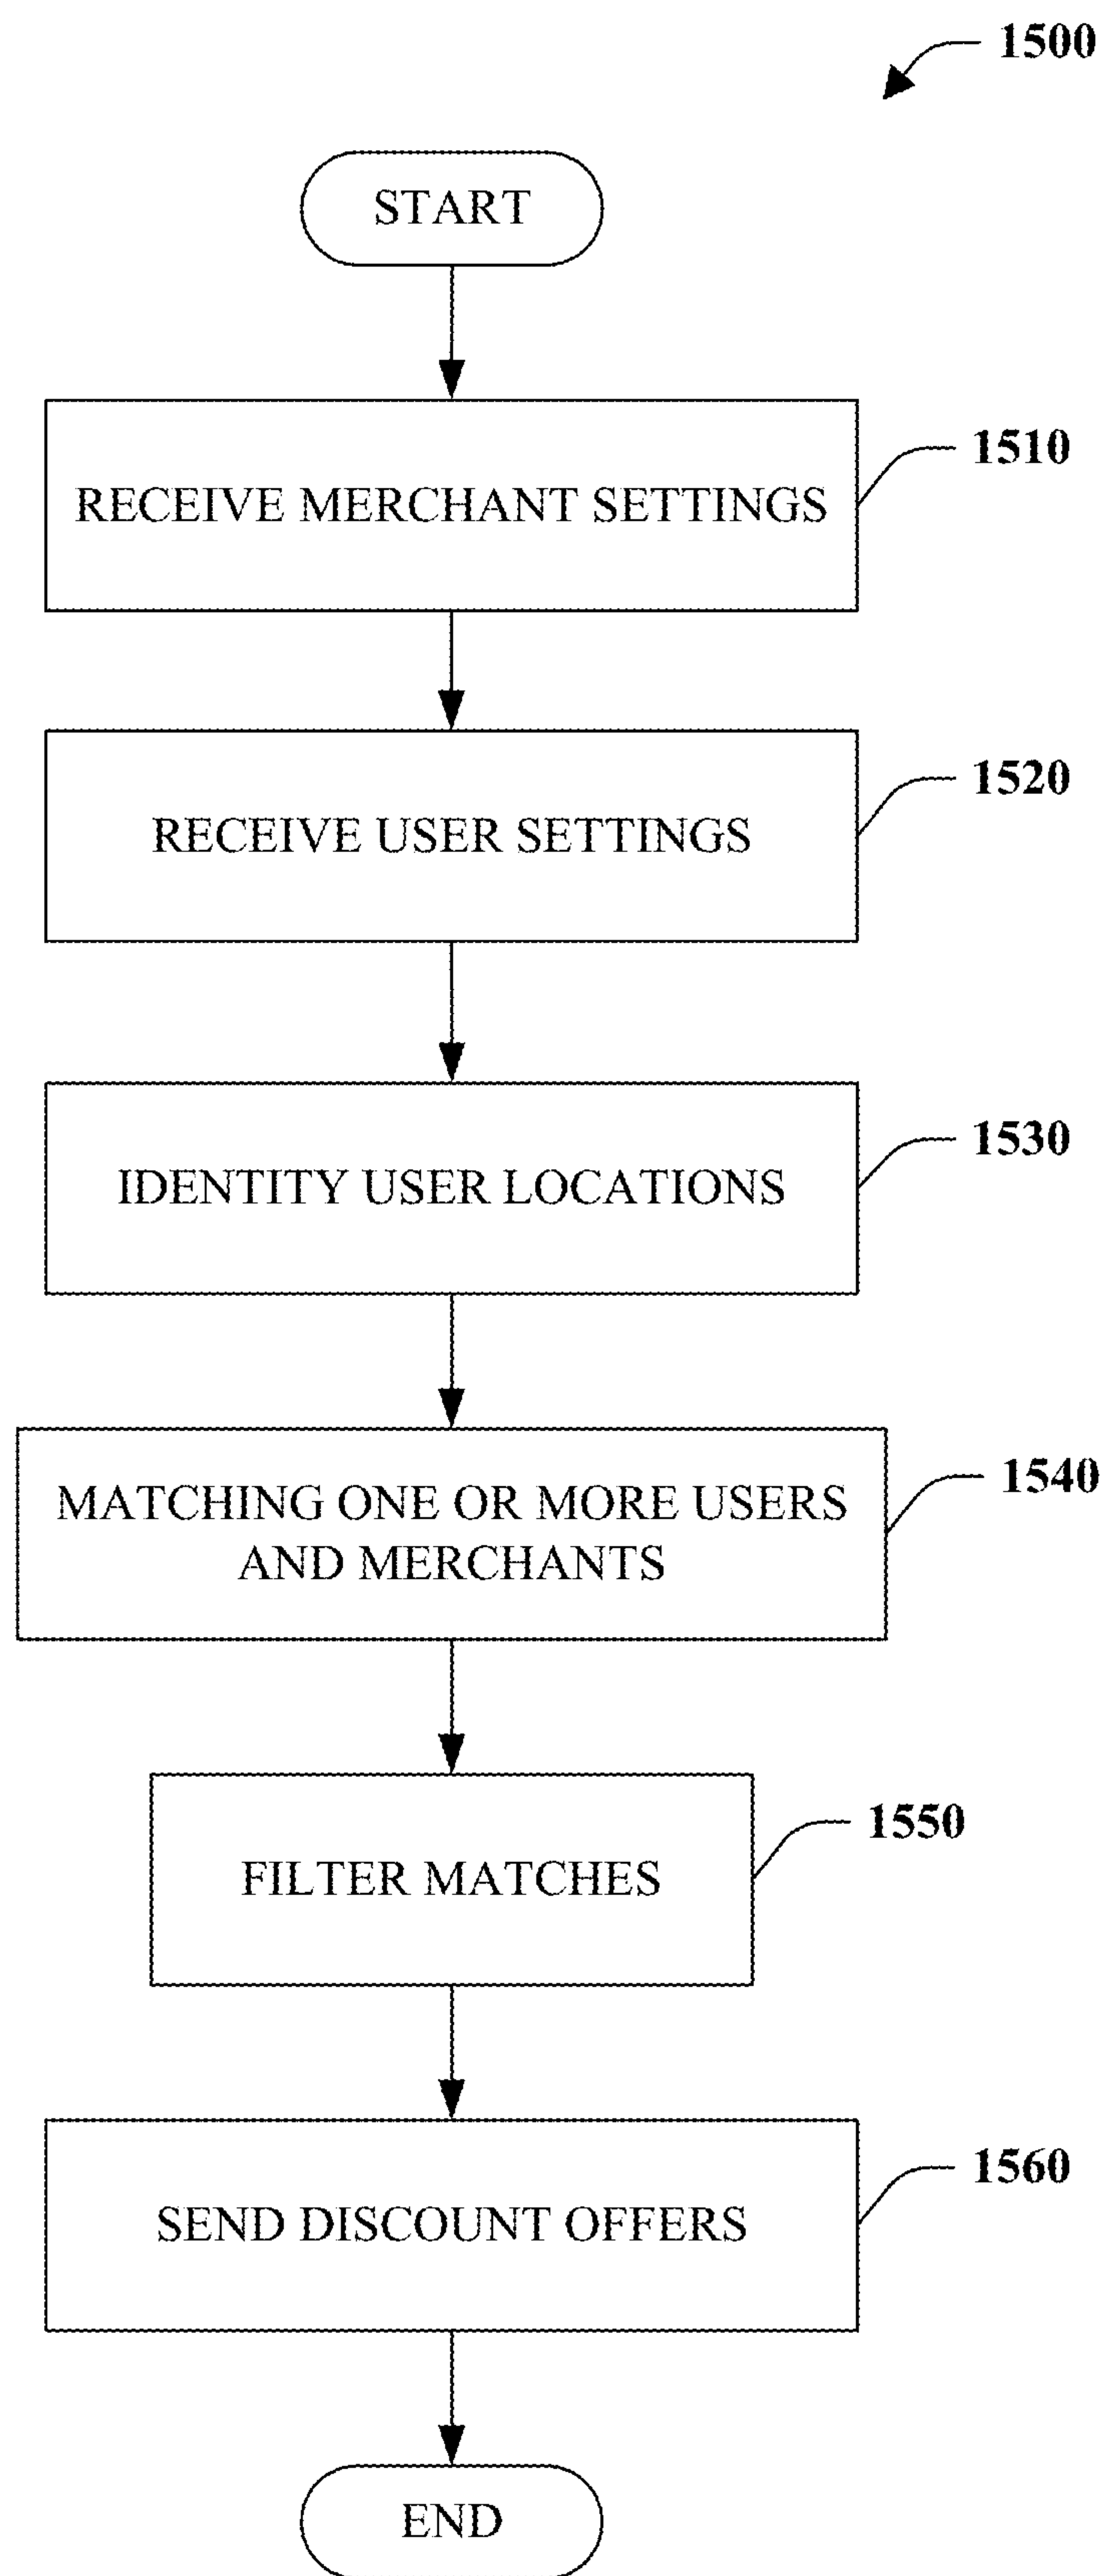 1500
START
RECEIVE MERCHANT SETTINGS
1510
RECEIVE USER SETTINGS
1520
IDENTITY USER LOCATIONS
1530
MATCHING ONE OR MORE USERS
AND MERCHANTS
1540
FILTER MATCHES
1550
SEND DISCOUNT OFFERS
1560
END